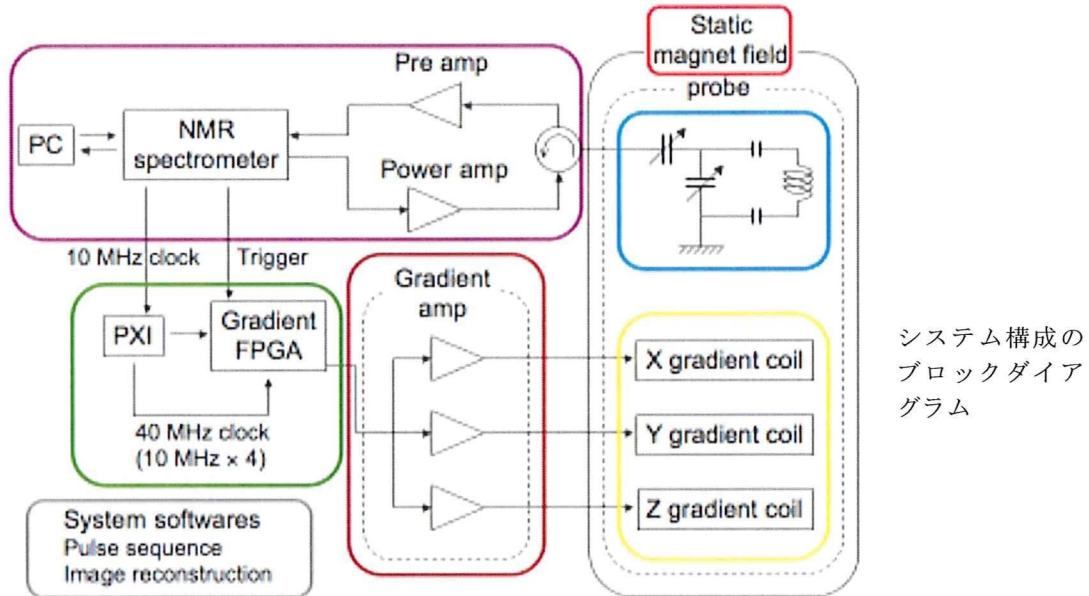 Static
magnet field
probe
Pre amp
PC
NMR
spectrometer
Power amp
10 MHz clock
Trigger
Gradient
amp
PXI
Gradient
FPGA
40 MHz clock
(10 MHz × 4)
X gradient coil
Y gradient coil
Z gradient coil
System softwares
Pulse sequence
Image reconstruction
システム構成の
ブロックダイア
グラム